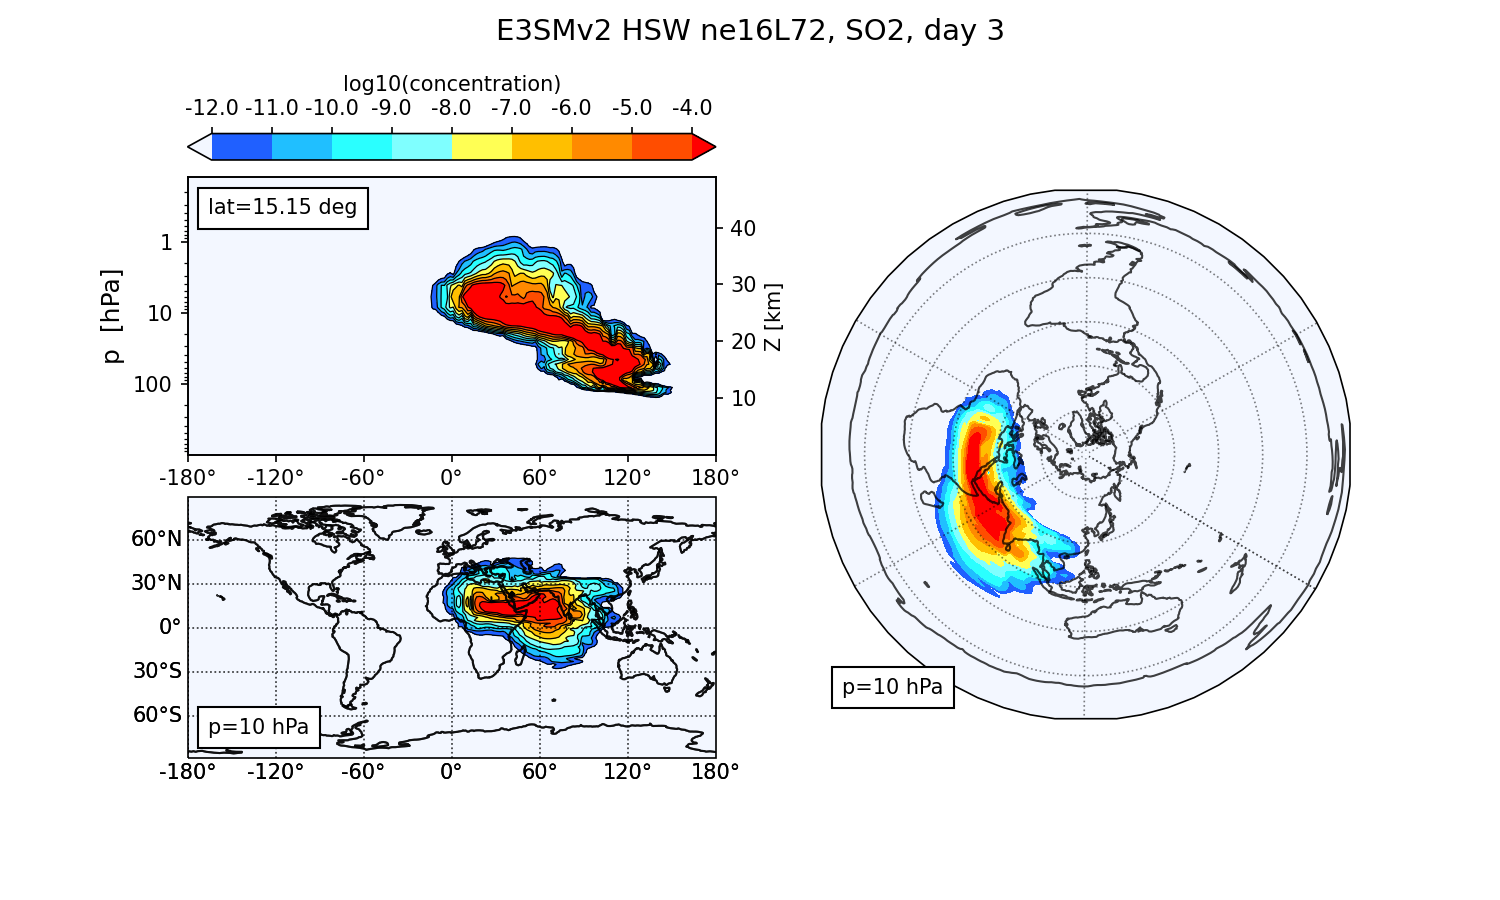 E3SMv2 HSW ne16L72, SO2, day 3
log10(concentration)
-12.0 -11.0 -10.0 -9.0 -8.0 -7.0 -6.0 -5.0 -4.0
lat=15.15 deg
p [hPa]
1
10
100
40
30
20
10
Z [km]
-180° -120° -60° 0° 60° 120° 180°
60°N
30°N
0°
30°S
60°S
p=10 hPa
-180° -120° -60° 0° 60° 120° 180°
p=10 hPa